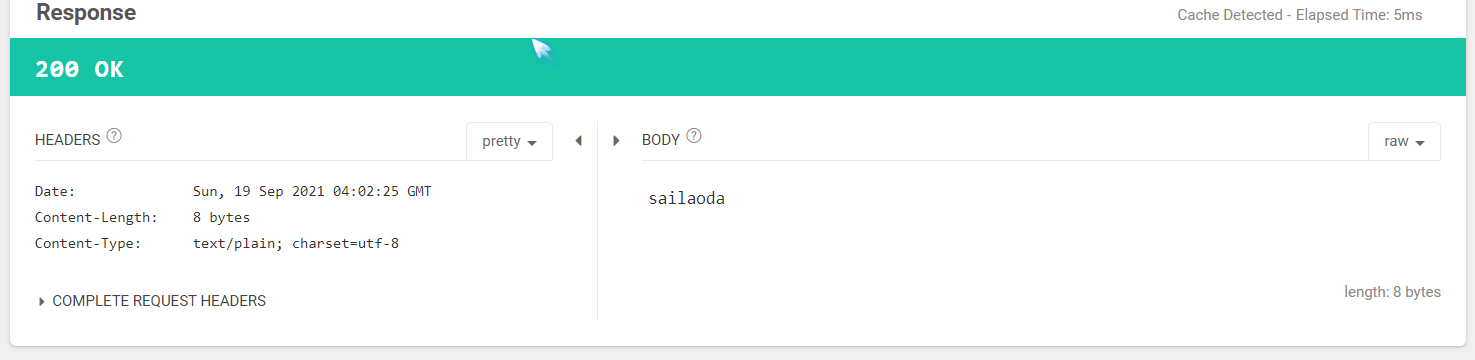 Response
Cache Detected - Elapsed Time: 5ms
200 OK
HEADERS ?
pretty
Date: Sun, 19 Sep 2021 04:02:25 GMT
Content-Length: 8 bytes
Content-Type: text/plain; charset=utf-8
COMPLETE REQUEST HEADERS
BODY ?
raw
sailaoda
length: 8 bytes